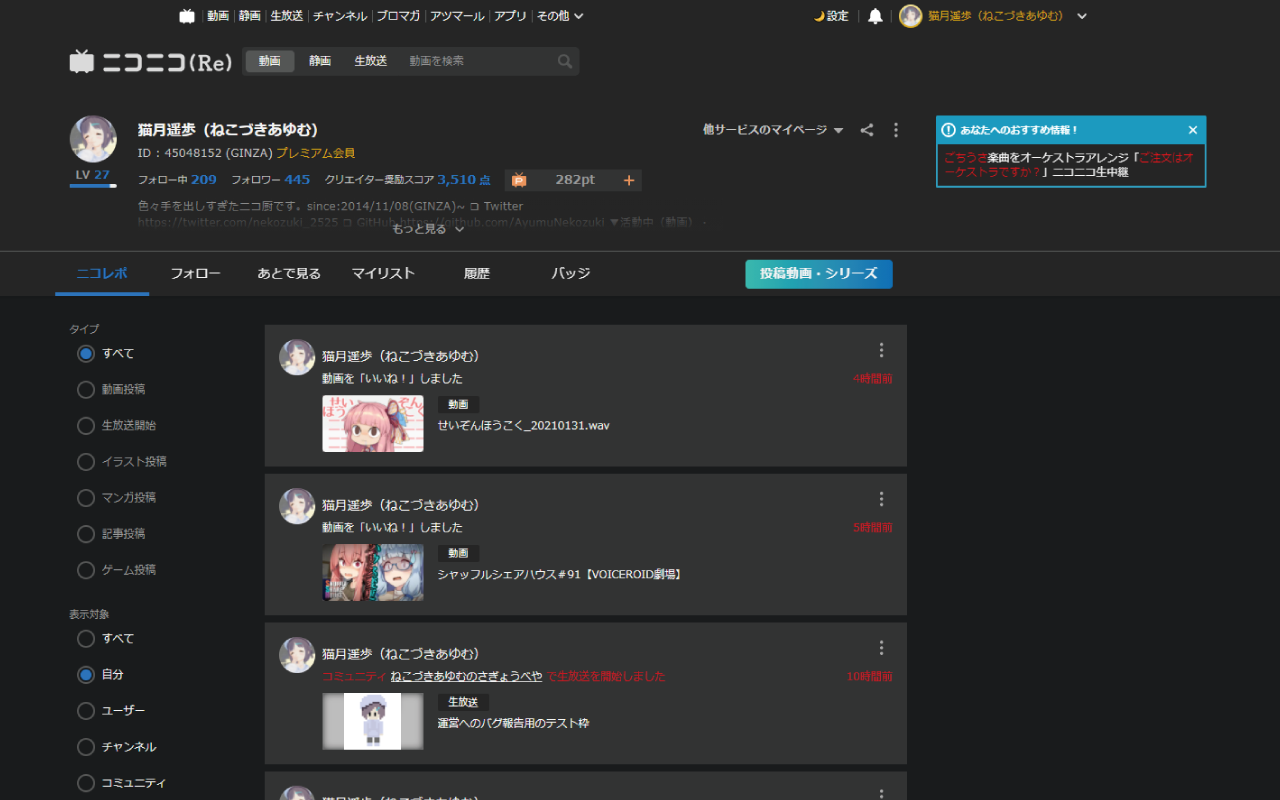 動画 静画 生放送 チャンネル ブロマガ アツマール アプリ その他
設定
猫月遥歩（ねこづきあゆむ）
ニコニコ(Re)
動画 静画 生放送 動画を検索
猫月遥歩（ねこづきあゆむ）
ID：45048152 (GINZA) プレミアム会員
LV 27
フォロー中 209 フォロワー 445 クリエイター奨励スコア 3,510 点
P 282pt +
色々手を出しすぎたニコ厨です。since:2014/11/08(GINZA)~ ロ Twitter
https://twitter.com/nekozuki_2525 ロ GitHub https://github.com/AyumuNekozuki ▼活動中（動画）・
もっと見る
他サービスのマイページ
あなたへのおすすめ情報！
ごちうさ楽曲をオーケストラアレンジ「ご注文はオ
ーケストラですか？」ニコニコ生中継
ニコレポ フォロー あとで見る マイリスト 履歴 バッジ
投稿動画・シリーズ
タイプ
すべて
動画投稿
生放送開始
イラスト投稿
マンガ投稿
記事投稿
ゲーム投稿
表示対象
すべて
自分
ユーザー
チャンネル
コミュニティ
猫月遥歩（ねこづきあゆむ）
動画を「いいね！」しました
4時間前
せいぞん
ほうこく
動画
せいぞんほうこく_20210131.wav
猫月遥歩（ねこづきあゆむ）
動画を「いいね！」しました
5時間前
動画
シャッフルシェアハウス＃91【VOICEROID劇場】
猫月遥歩（ねこづきあゆむ）
コミュニティ ねこづきあゆむのさぎょうべや で生放送を開始しました
10時間前
生放送
運営へのバグ報告用のテスト枠
猫月遥歩（ねこづきあゆむ）